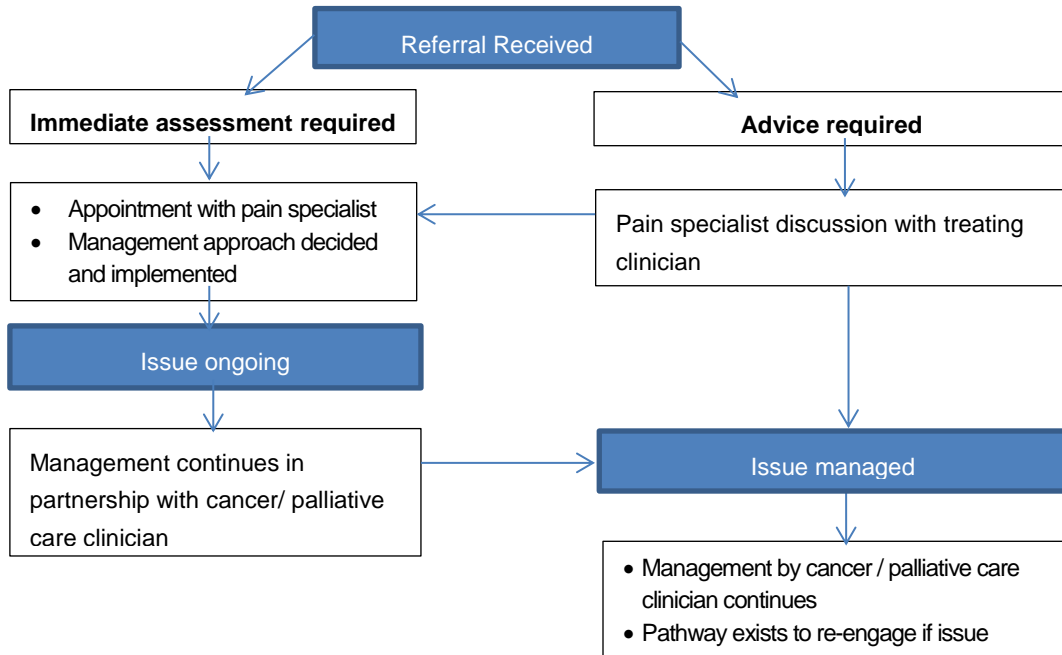 Referral Received
Immediate assessment required
Advice required
• Appointment with pain specialist
• Management approach decided
and implemented
Pain specialist discussion with treating
clinician
Issue ongoing
Management continues in
partnership with cancer/ palliative
care clinician
Issue managed
• Management by cancer / palliative care
clinician continues
• Pathway exists to re-engage if issue